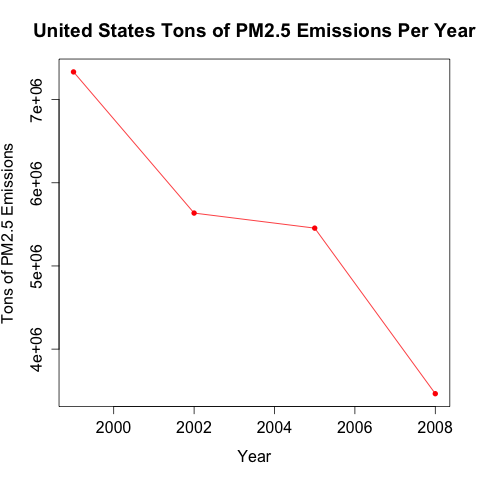 United States Tons of PM2.5 Emissions Per Year
Tons of PM2.5 Emissions
7e+06
6e+06
5e+06
4e+06
2000 2002 2004 2006 2008
Year